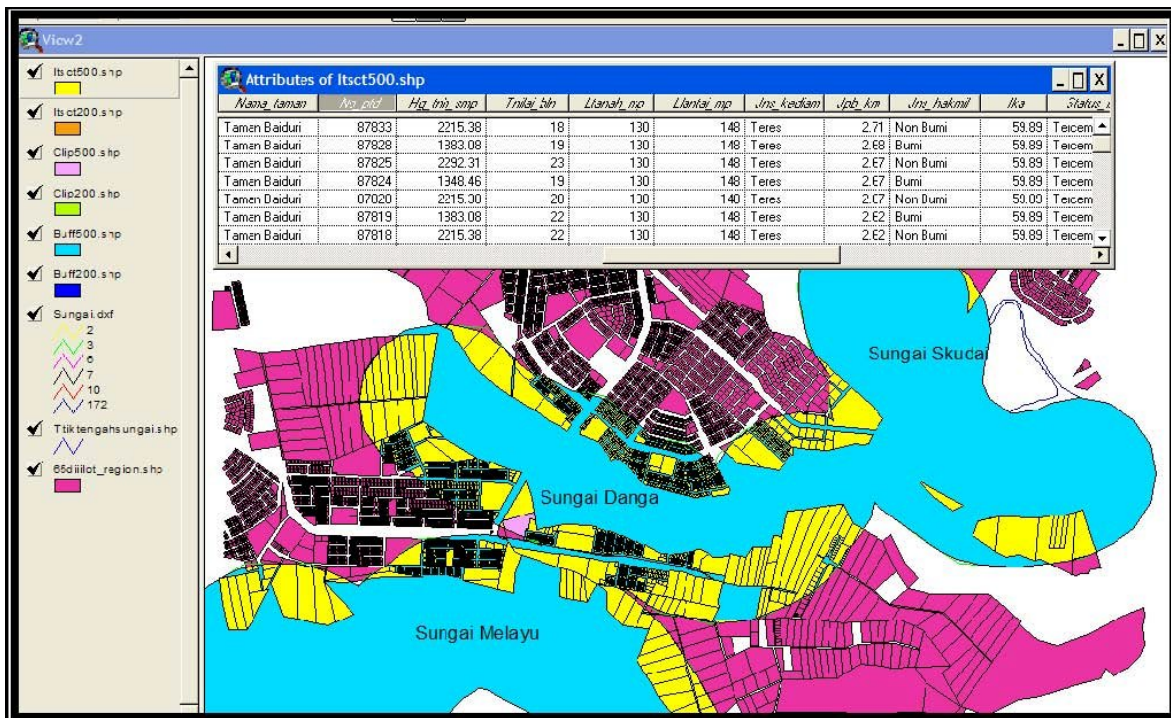 View2
Itsct500.shp
Itsct200.shp
Clip500.shp
Clip200.shp
Buff500.shp
Buff200.shp
Sungai.dxf
2
3
6
7
10
172
Ttiktengahsungai.shp
65diiilot_region.shp
Attributes of Itsct500.shp
Nama_taman No_ptd Hg_tnh_smp Tnilai_bln Ltanah_mp Llantai_mp Jns_kediam Jpb_km Jns_hakmil Ika
Taman Baiduri 87833 2215.38 18 130 148 Teres 2.71 Non Bumi 59.89
Taman Baiduri 87828 1383.08 19 130 148 Teres 2.68 Bumi 59.89
Taman Baiduri 87825 2292.31 23 130 148 Teres 2.67 Non Bumi 59.89
Taman Baiduri 87824 1348.46 19 130 148 Teres 2.67 Bumi 59.89
Taman 20 130 Teres Non Bumi
Taman Baiduri 87819 1383.08 22 130 148 Teres 2.62 Bumi 59.89
Taman Baiduri 87818 2215.38 22 130 148 Teres 2.62 Non Bumi 59.89
Sungai Skudai
Sungai Danga
Sungai Melayu